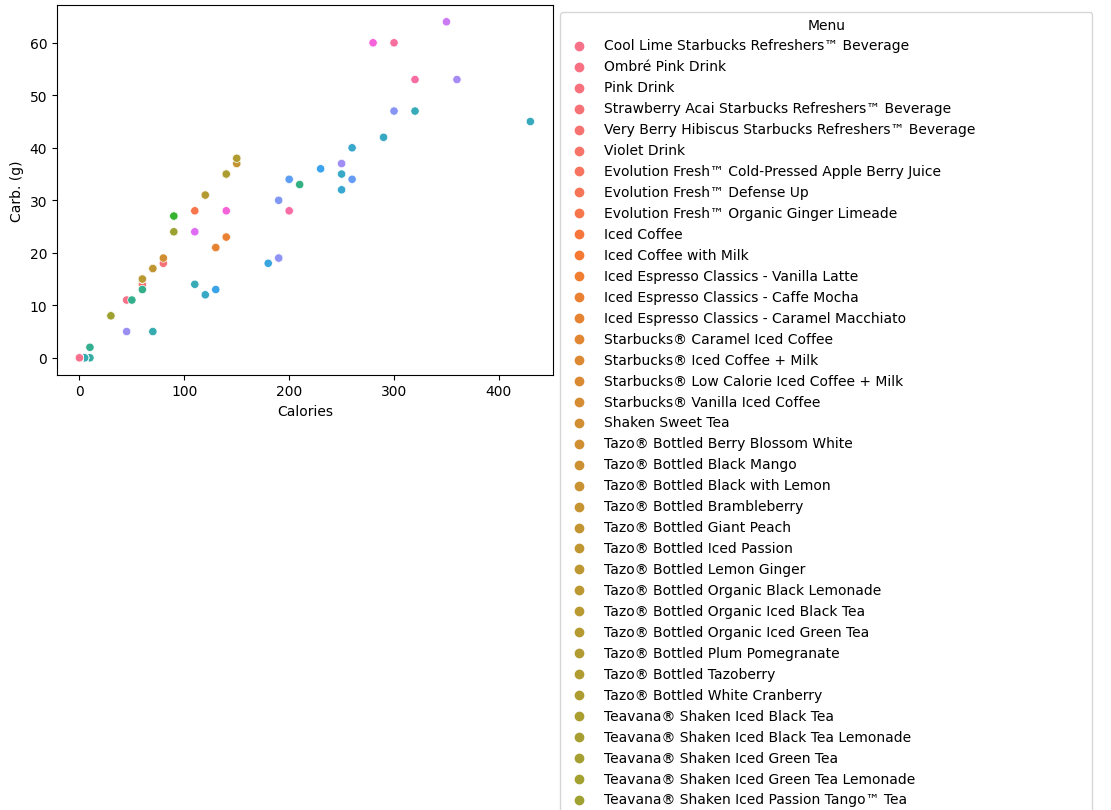 60
50
40
30
20
10
0
Carb. (g)
0 100 200 300 400
Calories
Menu
Cool Lime Starbucks Refreshers™ Beverage
Ombré Pink Drink
Pink Drink
Strawberry Acai Starbucks Refreshers™ Beverage
Very Berry Hibiscus Starbucks Refreshers™ Beverage
Violet Drink
Evolution Fresh™ Cold-Pressed Apple Berry Juice
Evolution Fresh™ Defense Up
Evolution Fresh™ Organic Ginger Limeade
Iced Coffee
Iced Coffee with Milk
Iced Espresso Classics - Vanilla Latte
Iced Espresso Classics - Caffe Mocha
Iced Espresso Classics - Caramel Macchiato
Starbucks® Caramel Iced Coffee
Starbucks® Iced Coffee + Milk
Starbucks® Low Calorie Iced Coffee + Milk
Starbucks® Vanilla Iced Coffee
Shaken Sweet Tea
Tazo® Bottled Berry Blossom White
Tazo® Bottled Black Mango
Tazo® Bottled Black with Lemon
Tazo® Bottled Brambleberry
Tazo® Bottled Giant Peach
Tazo® Bottled Iced Passion
Tazo® Bottled Lemon Ginger
Tazo® Bottled Organic Black Lemonade
Tazo® Bottled Organic Iced Black Tea
Tazo® Bottled Organic Iced Green Tea
Tazo® Bottled Plum Pomegranate
Tazo® Bottled Tazoberry
Tazo® Bottled White Cranberry
Teavana® Shaken Iced Black Tea
Teavana® Shaken Iced Black Tea Lemonade
Teavana® Shaken Iced Green Tea
Teavana® Shaken Iced Green Tea Lemonade
Teavana® Shaken Iced Passion Tango™ Tea